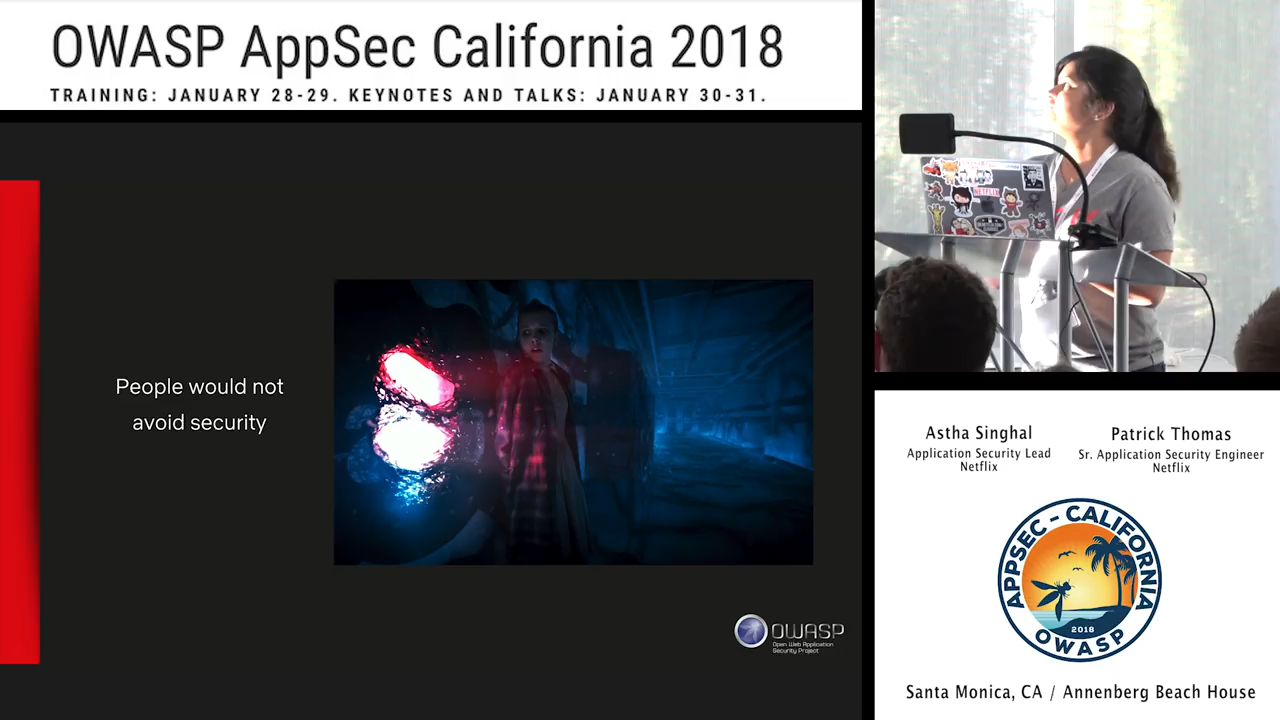 OWASP AppSec California 2018
TRAINING: JANUARY 28-29. KEYNOTES AND TALKS: JANUARY 30-31.
People would not
avoid security
OWASP
Open Web Application
Security Project
NETFLIX
Astha Singhal
Application Security Lead
Netflix
Patrick Thomas
Sr. Application Security Engineer
Netflix
APPSEC - CALIFORNIA
2018
OWASP
Santa Monica, CA / Annenberg Beach House